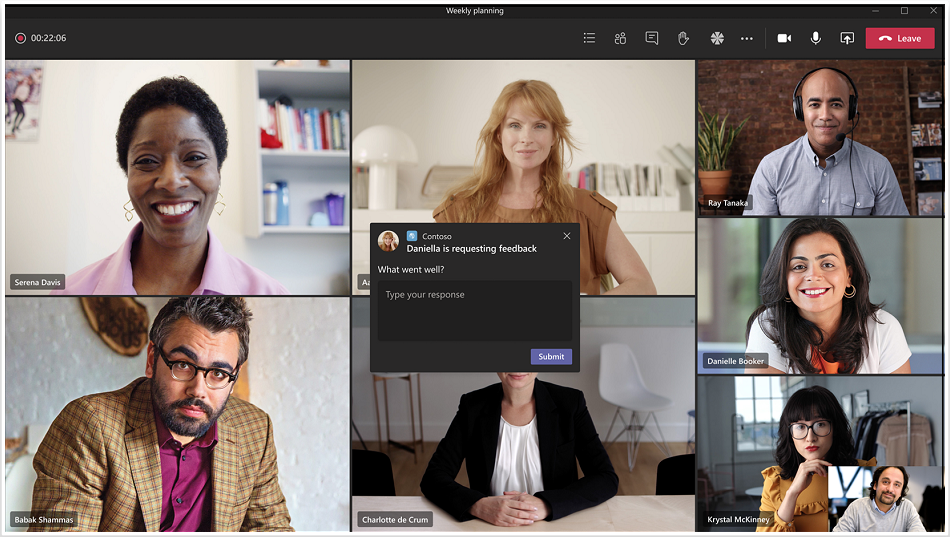 Weekly planning
00:22:06
Leave
Serena Davis
Aa
Ray Tanaka
Contoso
Daniella is requesting feedback
What went well?
Type your response
Submit
Danielle Booker
Babak Shammas
Charlotte de Crum
Krystal McKinney